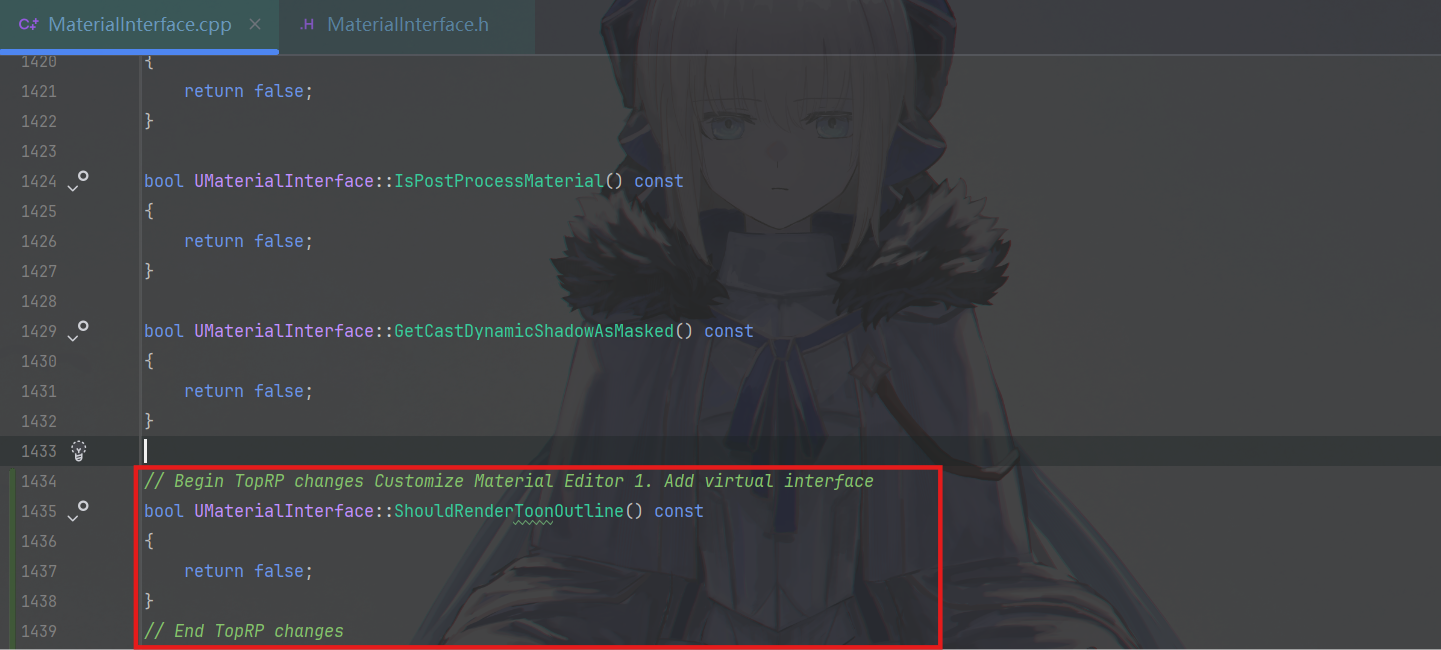 C++ MaterialInterface.cpp × .H MaterialInterface.h
1420 {
1421 return false;
1422 }
1423
1424 bool UMaterialInterface::IsPostProcessMaterial() const
1425 {
1426 return false;
1427 }
1428
1429 bool UMaterialInterface::GetCastDynamicShadowAsMasked() const
1430 {
1431 return false;
1432 }
1433
1434 // Begin TopRP changes Customize Material Editor 1. Add virtual interface
1435 bool UMaterialInterface::ShouldRenderToonOutline() const
1436 {
1437 return false;
1438 }
1439 // End TopRP changes